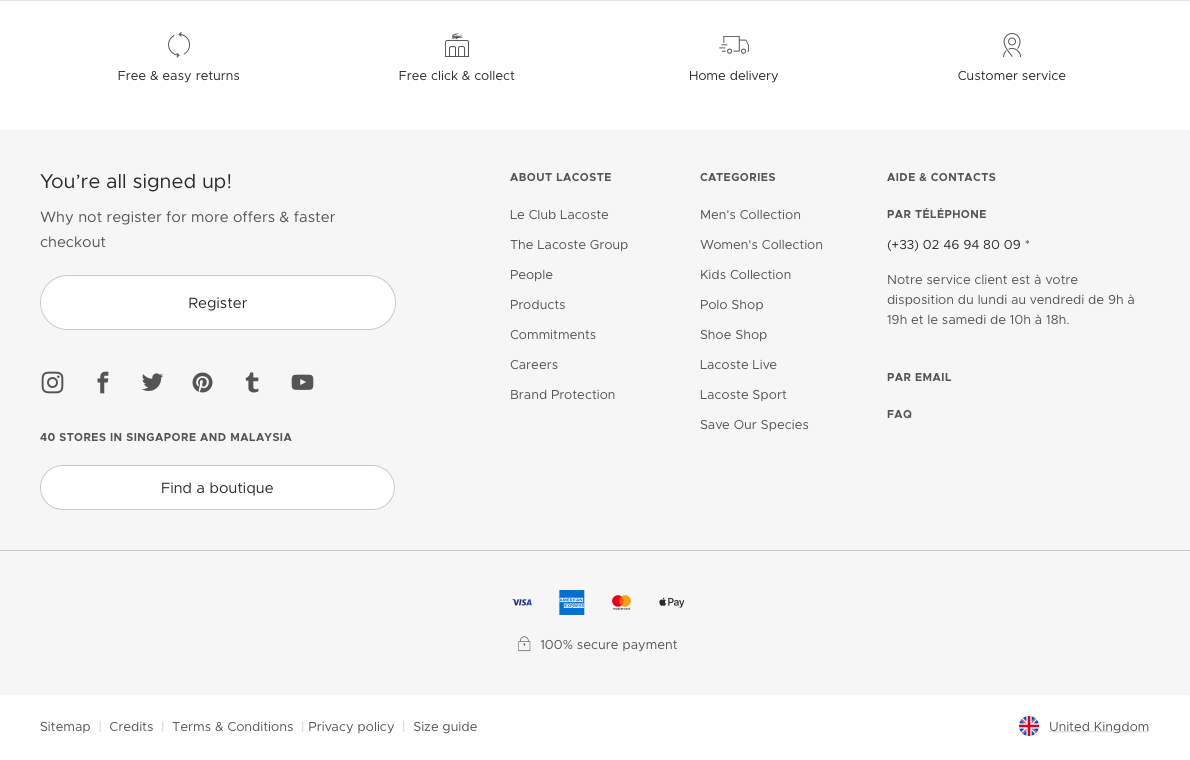 Free & easy returns
Free click & collect
Home delivery
Customer service
You're all signed up!
Why not register for more offers & faster
checkout
Register
40 STORES IN SINGAPORE AND MALAYSIA
Find a boutique
ABOUT LACOSTE
Le Club Lacoste
The Lacoste Group
People
Products
Commitments
Careers
Brand Protection
CATEGORIES
Men's Collection
Women's Collection
Kids Collection
Polo Shop
Shoe Shop
Lacoste Live
Lacoste Sport
Save Our Species
AIDE & CONTACTS
PAR TÉLÉPHONE
(+33) 02 46 94 80 09 *
Notre service client est à votre
disposition du lundi au vendredi de 9h à
19h et le samedi de 10h à 18h.
PAR EMAIL
FAQ
VISA
AMERICAN
EXPRESS
mastercard
Pay
100% secure payment
Sitemap | Credits | Terms & Conditions | Privacy policy | Size guide
United Kingdom